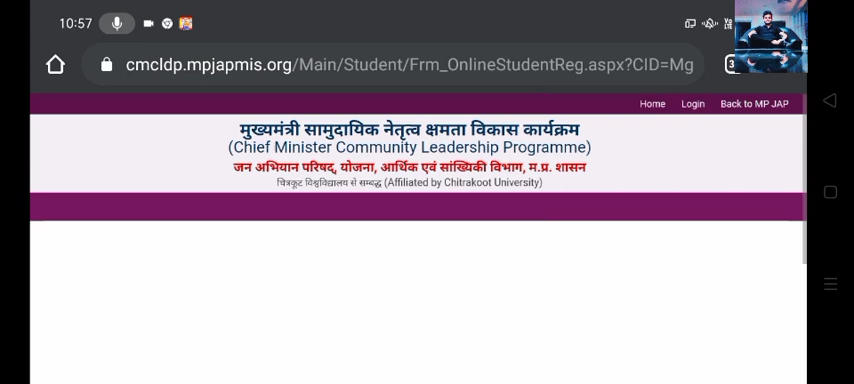 10:57
cmcldp.mpjapmis.org/Main/Student/Frm_OnlineStudentReg.aspx?CID=Mg
Home Login Back to MP JAP
मुख्यमंत्री सामुदायिक नेतृत्व क्षमता विकास कार्यक्रम
(Chief Minister Community Leadership Programme)
जन अभियान परिषद्, योजना, आर्थिक एवं सांख्यिकी विभाग, म.प्र. शासन
चित्रकूट विश्वविद्यालय से सम्बद्ध (Affiliated by Chitrakoot University)